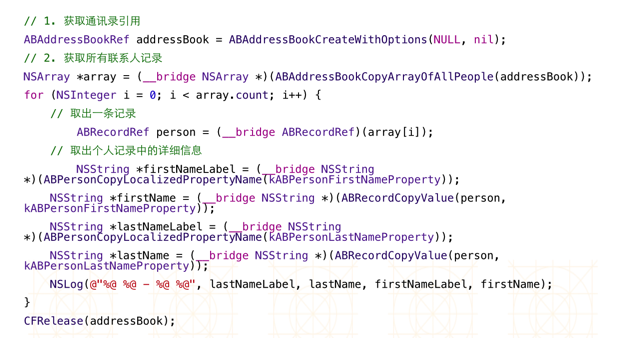 // 1. 获取通讯录引用
ABAddressBookRef addressBook = ABAddressBookCreateWithOptions(NULL, nil);
// 2. 获取所有联系人记录
NSArray *array = (__bridge NSArray *)(ABAddressBookCopyArrayOfAllPeople(addressBook));
for (NSInteger i = 0; i < array.count; i++) {
// 取出一条记录
ABRecordRef person = (__bridge ABRecordRef)(array[i]);
// 取出个人记录中的详细信息
NSString *firstNameLabel = (__bridge NSString
*)(ABPersonCopyLocalizedPropertyName(kABPersonFirstNameProperty));
NSString *firstName = (__bridge NSString *)(ABRecordCopyValue(person,
kABPersonFirstNameProperty));
NSString *lastNameLabel = (__bridge NSString
*)(ABPersonCopyLocalizedPropertyName(kABPersonLastNameProperty));
NSString *lastName = (__bridge NSString *)(ABRecordCopyValue(person,
kABPersonLastNameProperty));
NSLog(@"%@ %@ - %@ %@", lastNameLabel, lastName, firstNameLabel, firstName);
}
CFRelease(addressBook);